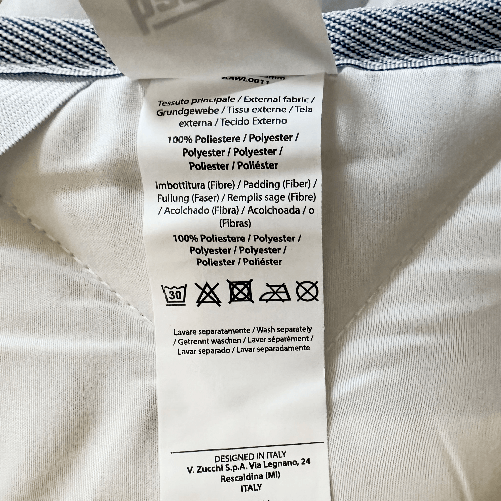 Tessuto principale / External fabric /
Grundgewebe / Tissu externe / Tela
externa / Tecido Externo
100% Poliestere / Polyester /
Polyester / Polyester /
Poliester / Poliéster
Imbottitura (Fibre) / Padding (Fiber) /
Fullung (Faser) / Remplis sage (Fibre)
/ Acolchado (Fibra) / Acolchoada / o
(Fibras)
100% Poliestere / Polyester /
Polyester / Polyester /
Poliester / Poliéster
30
Lavare separatamente / Wash separately
/ Getrennt waschen / Laver séparément /
Lavar separado / Lavar separadamente
DESIGNED IN ITALY
V. Zucchi S.p.A. Via Legnano, 24
Rescaldina (MI)
ITALY